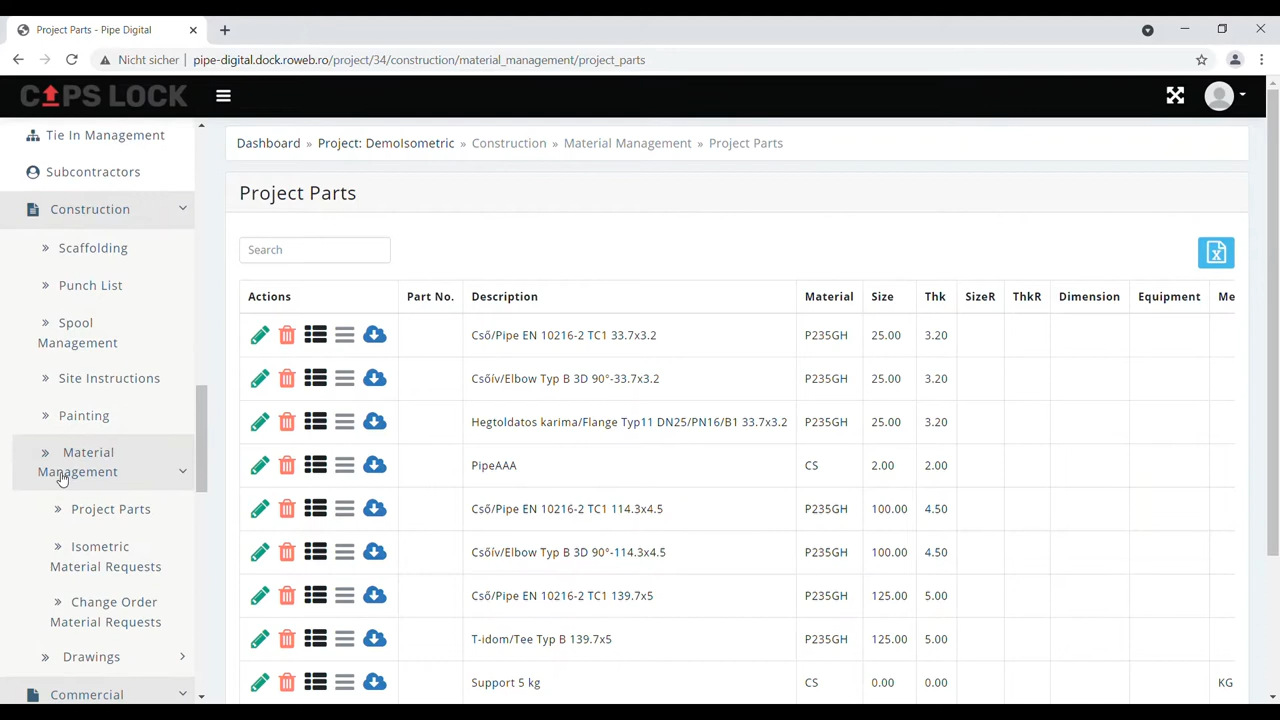 Project Parts - Pipe Digital
Nicht sicher | pipe-digital.dock.roweb.ro/project/34/construction/material_management/project_parts
CAPS LOCK
Tie In Management
Subcontractors
Construction
» Scaffolding
» Punch List
» Spool
Management
» Site Instructions
» Painting
» Material
Management
» Project Parts
» Isometric
Material Requests
» Change Order
Material Requests
» Drawings
Commercial
Dashboard » Project: DemoIsometric » Construction » Material Management » Project Parts
Project Parts
Search
Actions Part No. Description Material Size Thk SizeR ThkR Dimension Equipment Me
Cső/Pipe EN 10216-2 TC1 33.7x3.2 P235GH 25.00 3.20
Csőív/Elbow Typ B 3D 90°-33.7x3.2 P235GH 25.00 3.20
Hegtoldatos karima/Flange Typ11 DN25/PN16/B1 33.7x3.2 P235GH 25.00 3.20
PipeAAA CS 2.00 2.00
Cső/Pipe EN 10216-2 TC1 114.3x4.5 P235GH 100.00 4.50
Csőív/Elbow Typ B 3D 90°-114.3x4.5 P235GH 100.00 4.50
Cső/Pipe EN 10216-2 TC1 139.7x5 P235GH 125.00 5.00
T-idom/Tee Typ B 139.7x5 P235GH 125.00 5.00
Support 5 kg CS 0.00 0.00 KG